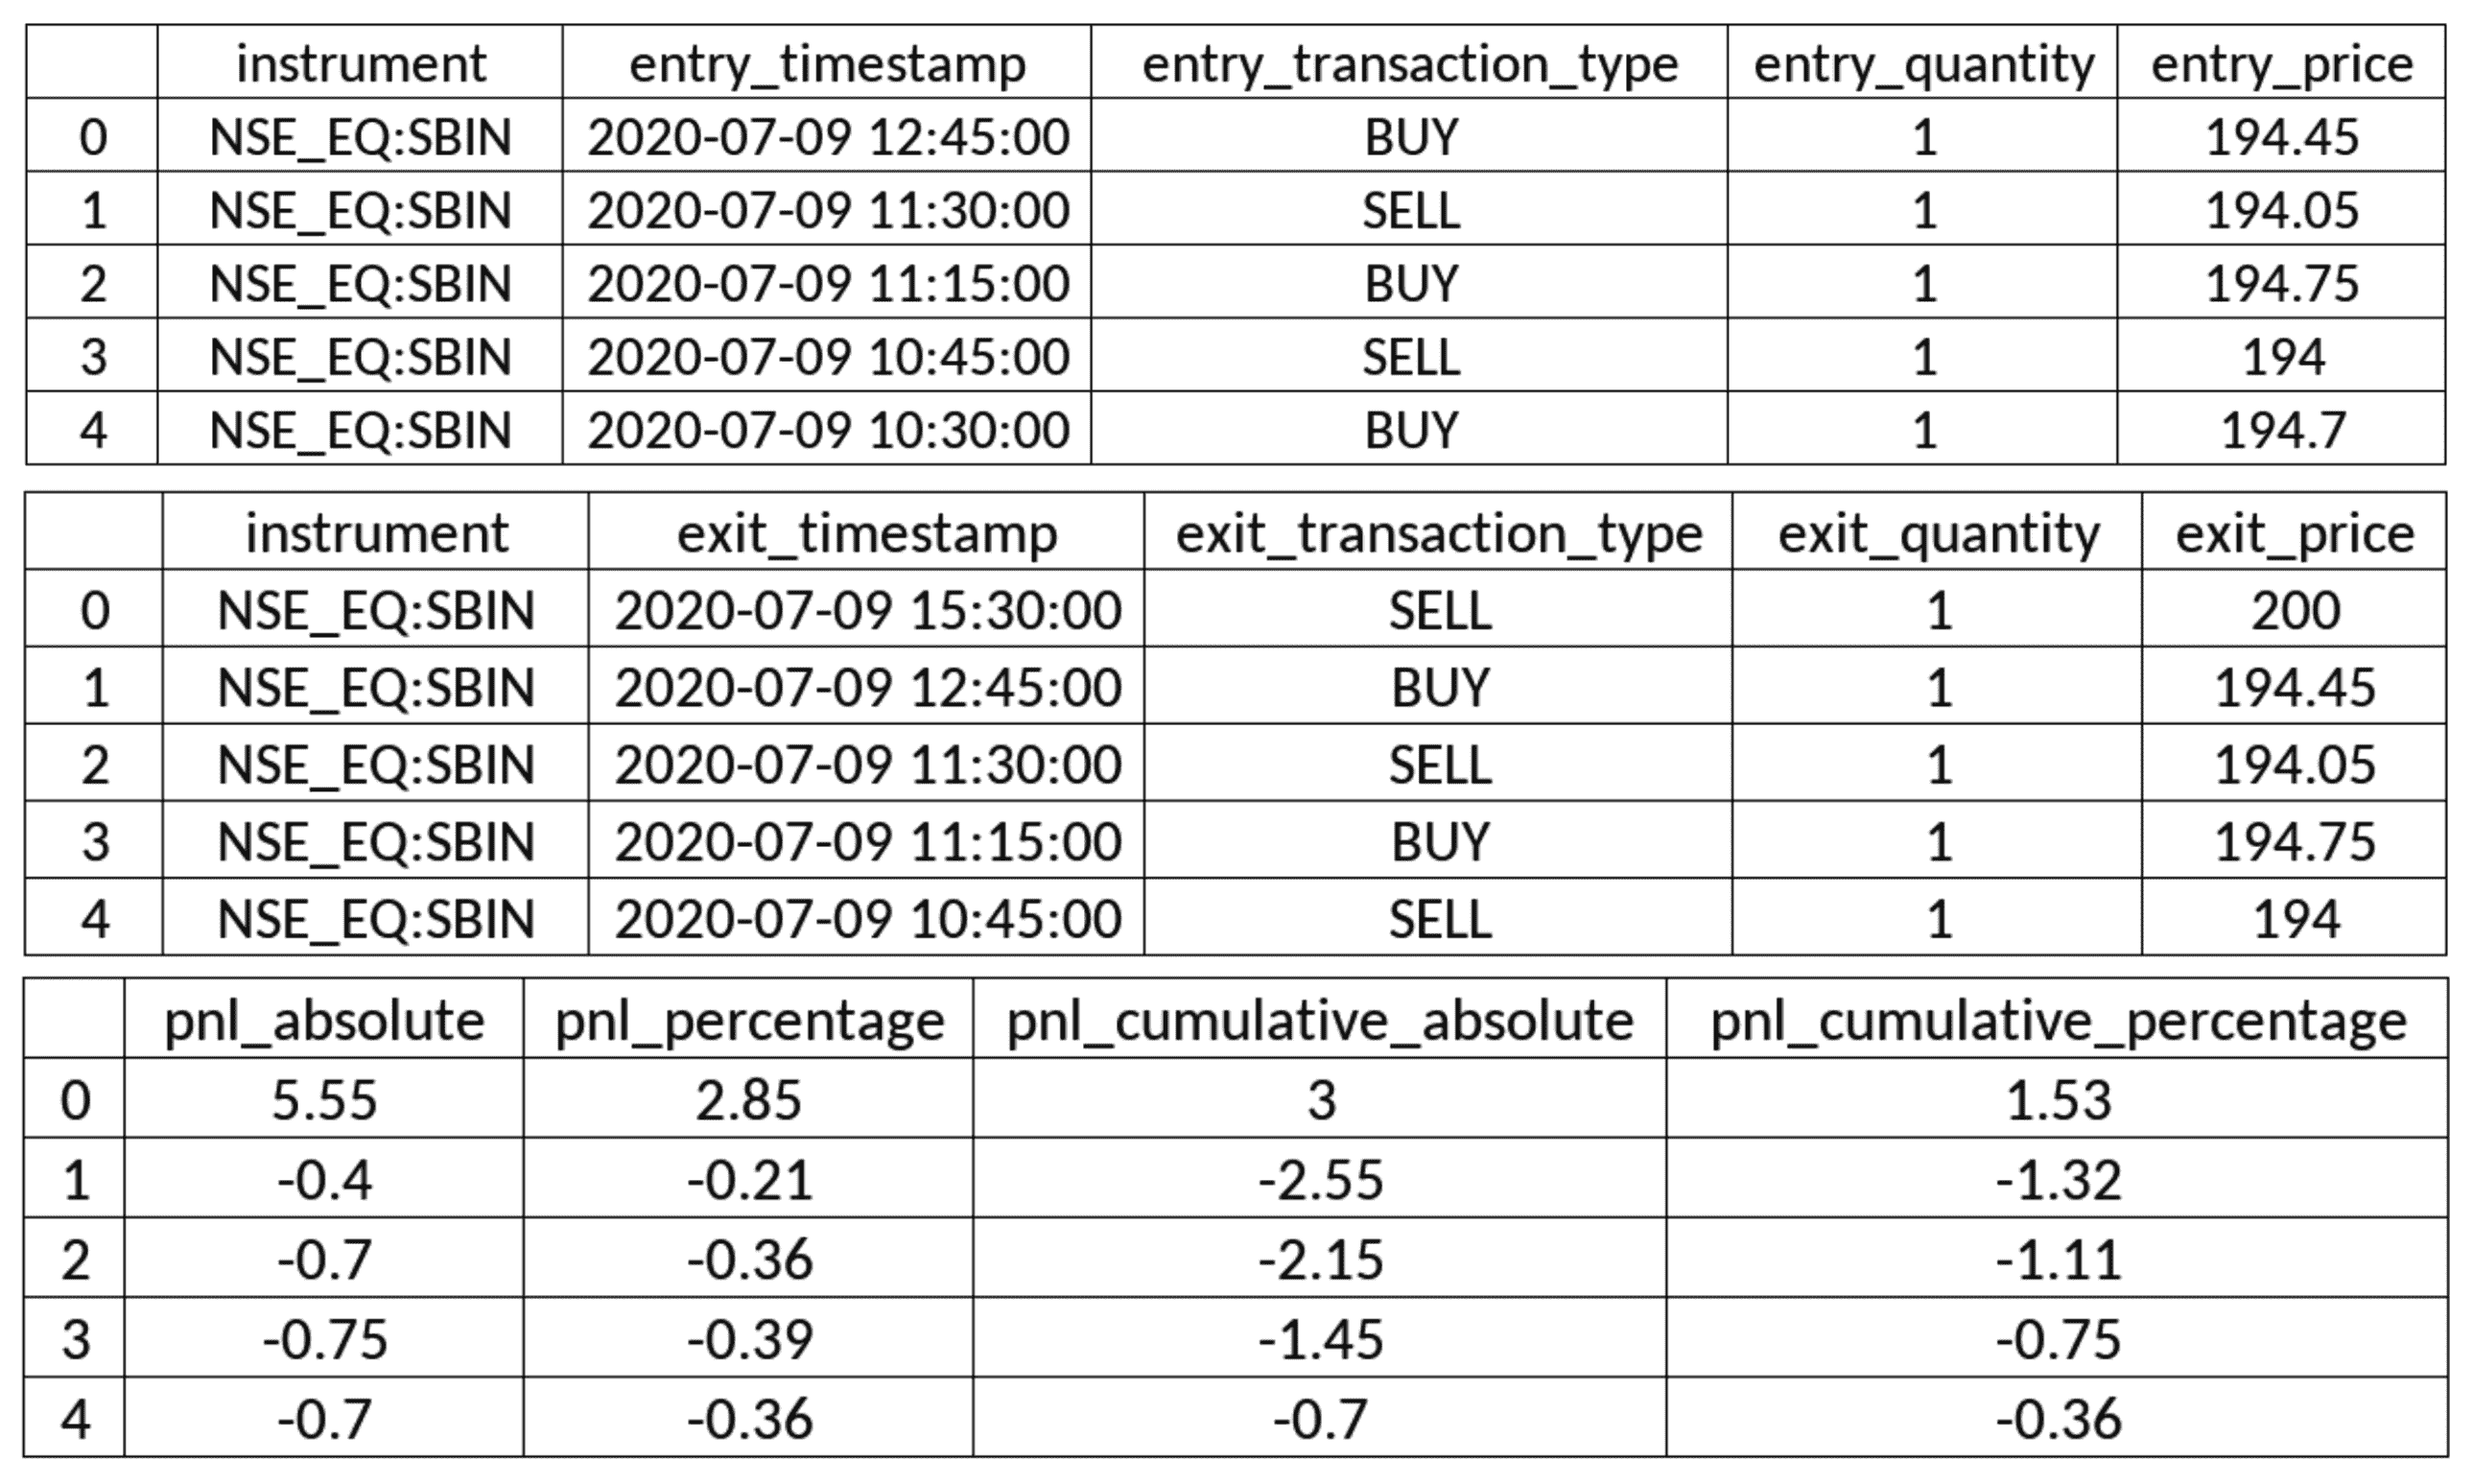 instrument entry_timestamp entry_transaction_type entry_quantity entry_price
0 NSE_EQ:SBIN 2020-07-09 12:45:00 BUY 1 194.45
1 NSE_EQ:SBIN 2020-07-09 11:30:00 SELL 1 194.05
2 NSE_EQ:SBIN 2020-07-09 11:15:00 BUY 1 194.75
3 NSE_EQ:SBIN 2020-07-09 10:45:00 SELL 1 194
4 NSE_EQ:SBIN 2020-07-09 10:30:00 BUY 1 194.7
instrument exit_timestamp exit_transaction_type exit_quantity exit_price
0 NSE_EQ:SBIN 2020-07-09 15:30:00 SELL 1 200
1 NSE_EQ:SBIN 2020-07-09 12:45:00 BUY 1 194.45
2 NSE_EQ:SBIN 2020-07-09 11:30:00 SELL 1 194.05
3 NSE_EQ:SBIN 2020-07-09 11:15:00 BUY 1 194.75
4 NSE_EQ:SBIN 2020-07-09 10:45:00 SELL 1 194
pnl_absolute pnl_percentage pnl_cumulative_absolute pnl_cumulative_percentage
0 5.55 2.85 3 1.53
1 -0.4 -0.21 -2.55 -1.32
2 -0.7 -0.36 -2.15 -1.11
3 -0.75 -0.39 -1.45 -0.75
4 -0.7 -0.36 -0.7 -0.36